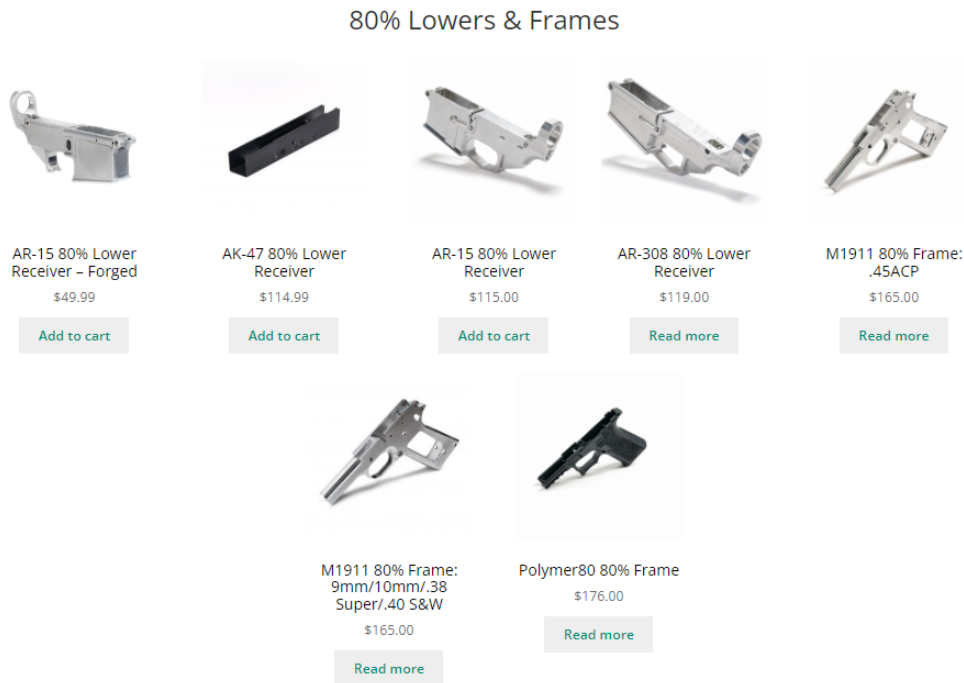 80% Lowers & Frames
AR-15 80% Lower
Receiver – Forged
$49.99
Add to cart
AK-47 80% Lower
Receiver
$114.99
Add to cart
AR-15 80% Lower
Receiver
$115.00
Add to cart
AR-308 80% Lower
Receiver
$119.00
Read more
M1911 80% Frame:
.45ACP
$165.00
Read more
M1911 80% Frame:
9mm/10mm/.38
Super/.40 S&W
$165.00
Read more
Polymer80 80% Frame
$176.00
Read more